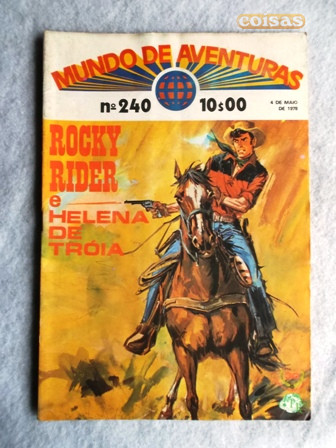 coisas
MUNDO DE AVENTURAS
nº 240 10$00
4 DE MAIO
DE 1978
ROCKY
RIDER
e
HELENA
DE
TRÓIA